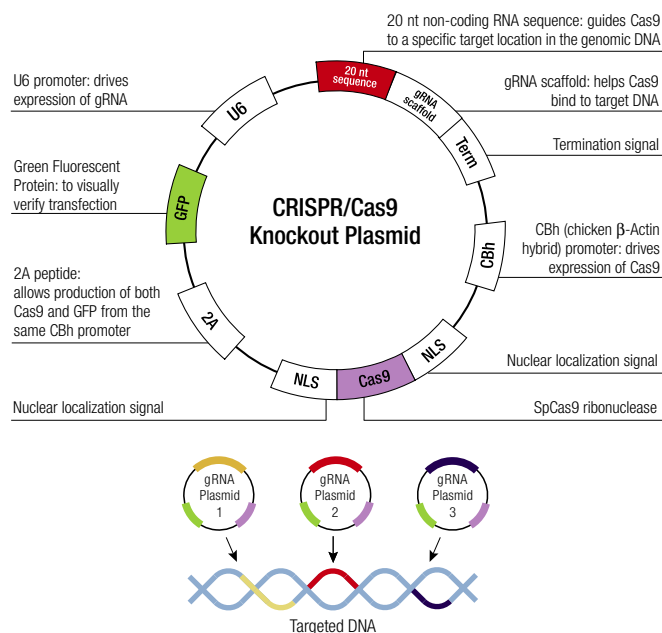 20 nt non-coding RNA sequence: guides Cas9
to a specific target location in the genomic DNA
U6 promoter: drives
expression of gRNA
20 nt
sequence
gRNA
scaffold
gRNA scaffold: helps Cas9
bind to target DNA
U6
Term
Termination signal
Green Fluorescent
Protein: to visually
verify transfection
GFP
CRISPR/Cas9
Knockout Plasmid
CBh
CBh (chicken β-Actin
hybrid) promoter: drives
expression of Cas9
2A peptide:
allows production of both
Cas9 and GFP from the
same CBh promoter
2A
NLS
Cas9
NLS
Nuclear localization signal
Nuclear localization signal
SpCas9 ribonuclease
gRNA
Plasmid
1
gRNA
Plasmid
2
gRNA
Plasmid
3
Targeted DNA